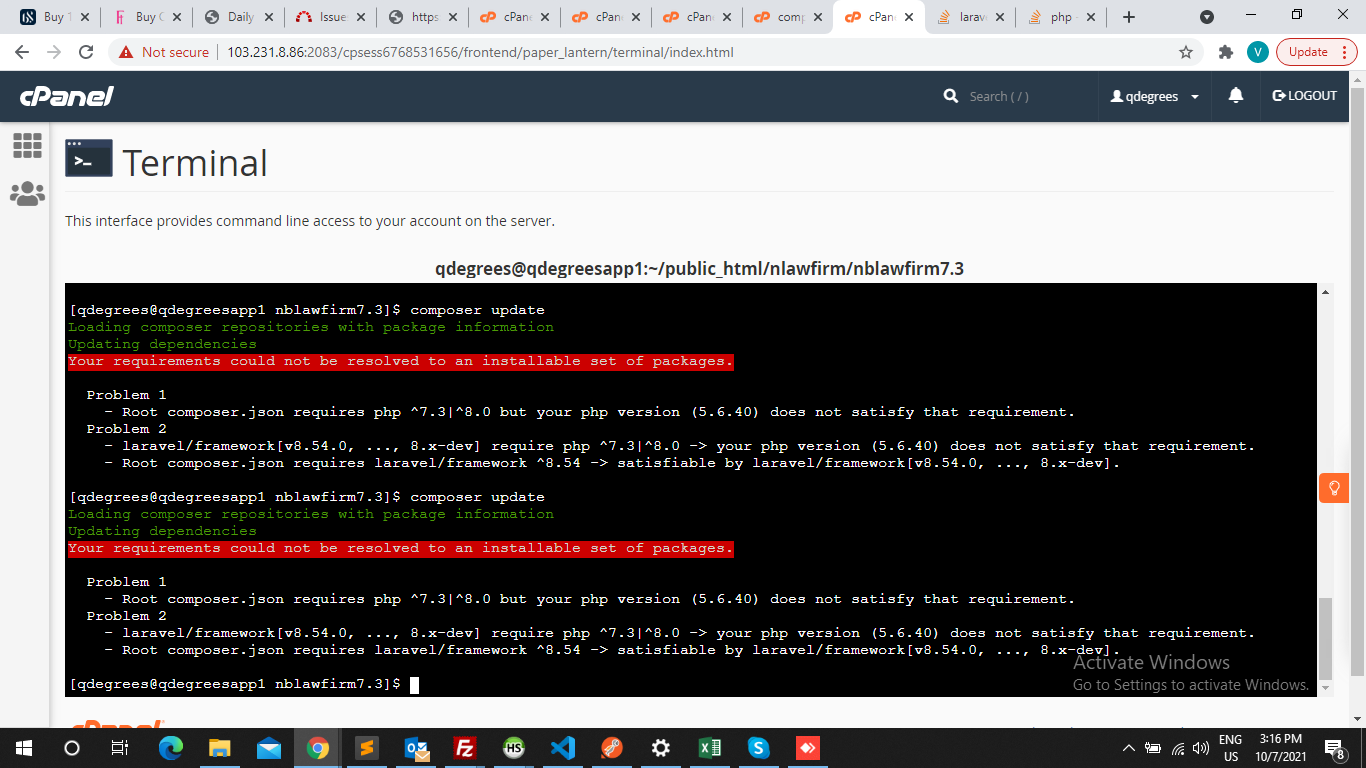 Buy 1
Buy C
Daily
Issue
https
cPane
cPane
cPane
comp
cPane
larav
php
Not secure
103.231.8.86:2083/cpsess6768531656/frontend/paper_lantern/terminal/index.html
V
Update
cPanel
Search ( / )
qdegrees
LOGOUT
>_
Terminal
This interface provides command line access to your account on the server.
qdegrees@qdegreesapp1:~/public_html/nlawfirm/nblawfirm7.3
[qdegrees@qdegreesapp1 nblawfirm7.3]$ composer update
Loading composer repositories with package information
Updating dependencies
Your requirements could not be resolved to an installable set of packages.
Problem 1
- Root composer.json requires php ^7.3|^8.0 but your php version (5.6.40) does not satisfy that requirement.
Problem 2
- laravel/framework[v8.54.0, ..., 8.x-dev] require php ^7.3|^8.0 -> your php version (5.6.40) does not satisfy that requirement.
- Root composer.json requires laravel/framework ^8.54 -> satisfiable by laravel/framework[v8.54.0, ..., 8.x-dev].
[qdegrees@qdegreesapp1 nblawfirm7.3]$ composer update
Loading composer repositories with package information
Updating dependencies
Your requirements could not be resolved to an installable set of packages.
Problem 1
- Root composer.json requires php ^7.3|^8.0 but your php version (5.6.40) does not satisfy that requirement.
Problem 2
- laravel/framework[v8.54.0, ..., 8.x-dev] require php ^7.3|^8.0 -> your php version (5.6.40) does not satisfy that requirement.
- Root composer.json requires laravel/framework ^8.54 -> satisfiable by laravel/framework[v8.54.0, ..., 8.x-dev].
[qdegrees@qdegreesapp1 nblawfirm7.3]$
Activate Windows
Go to Settings to activate Windows.
HS
ENG
US
3:16 PM
10/7/2021
8